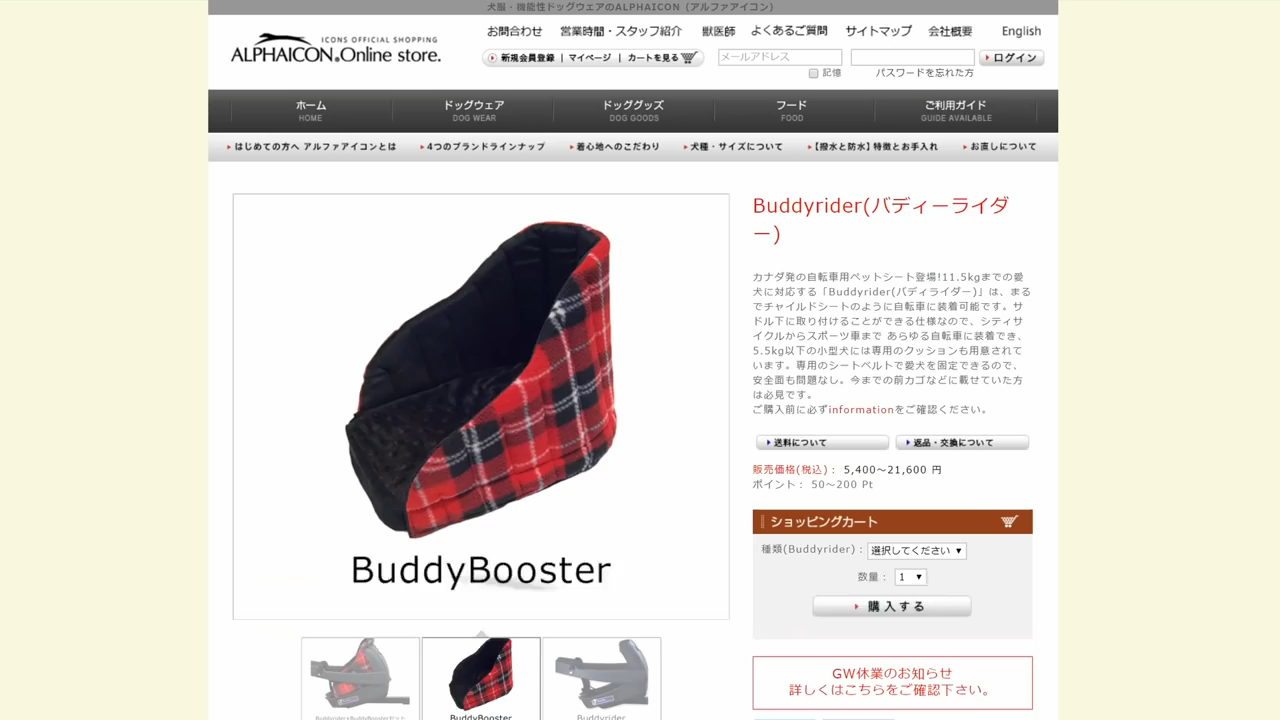 犬服・機能性ドッグウェアのALPHAICON (アルファアイコン)
ICONS OFFICIAL SHOPPING
ALPHAICON.Online store.
お問合わせ 営業時間・スタッフ紹介 獣医師 よくあるご質問 サイトマップ 会社概要 English
新規会員登録 | マイページ | カートを見る メールアドレス ログイン
記憶 パスワードを忘れた方
ホーム ドッグウェア ドッググッズ フード ご利用ガイド
HOME DOG WEAR DOG GOODS FOOD GUIDE AVAILABLE
はじめての方へ アルファアイコンとは 4つのブランドラインナップ 着心地へのこだわり 犬種・サイズについて 【撥水と防水】特徴とお手入れ お直しについて
Buddyrider(バディーライダ
ー)
カナダ発の自転車用ペットシート登場!11.5kgまでの愛
犬に対応する「Buddyrider(バディライダー)」は、まる
でチャイルドシートのように自転車に装着可能です。サ
ドル下に取り付けることができる仕様なので、シティサ
イクルからスポーツ車まで あらゆる自転車に装着でき、
5.5kg以下の小型犬には専用のクッションも用意されて
います。専用のシートベルトで愛犬を固定できるので、
安全面も問題なし。今までの前カゴなどに載せていた方
は必見です。
ご購入前に必ずinformationをご確認ください。
送料について 返品・交換について
販売価格(税込)： 5,400～21,600 円
ポイント： 50～200 Pt
ショッピングカート
種類(Buddyrider)： 選択してください ▼
数量： 1 ▼
購入する
GW休業のお知らせ
詳しくはこちらをご確認下さい。
BuddyBooster
Buddyrider+BuddyBoosterセット BuddyBooster Buddyrider